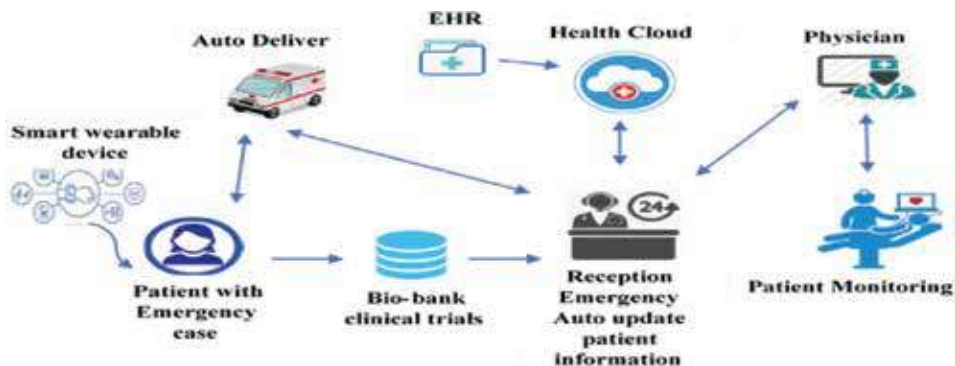 EHR
Auto Deliver
Health Cloud
Physician
Smart wearable
device
24
Patient with
Emergency
case
Bio-bank
clinical trials
Reception
Emergency
Auto update
patient
information
Patient Monitoring